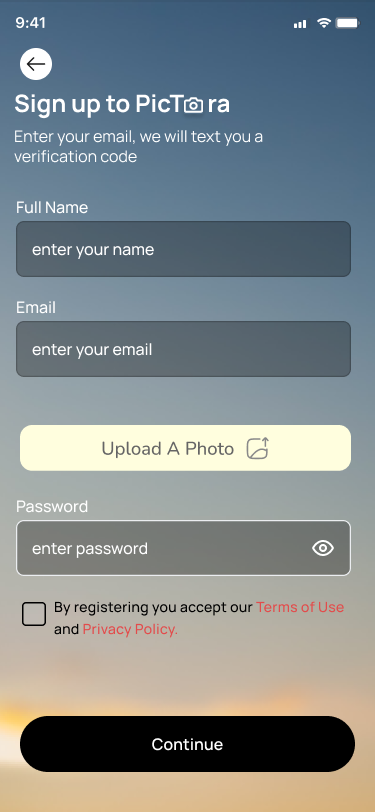 9:41
Sign up to PicT ra
Enter your email, we will text you a
verification code
Full Name
enter your name
Email
enter your email
Upload A Photo
Password
enter password
By registering you accept our Terms of Use
and Privacy Policy.
Continue